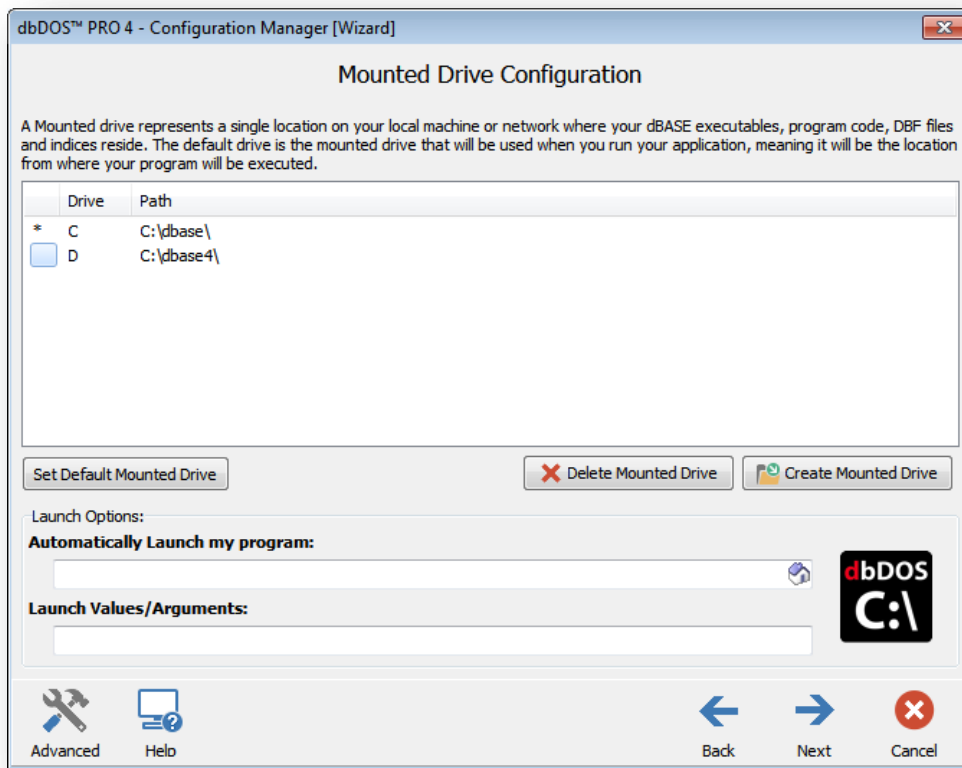 dbDOS™ PRO 4 - Configuration Manager [Wizard]
Mounted Drive Configuration
A Mounted drive represents a single location on your local machine or network where your dBASE executables, program code, DBF files
and indices reside. The default drive is the mounted drive that will be used when you run your application, meaning it will be the location
from where your program will be executed.
Drive Path
* C C:\dbase\
D C:\dbase4\
Set Default Mounted Drive Delete Mounted Drive Create Mounted Drive
Launch Options:
Automatically Launch my program:
Launch Values/Arguments:
dbDOS
C:\
Advanced Help Back Next Cancel